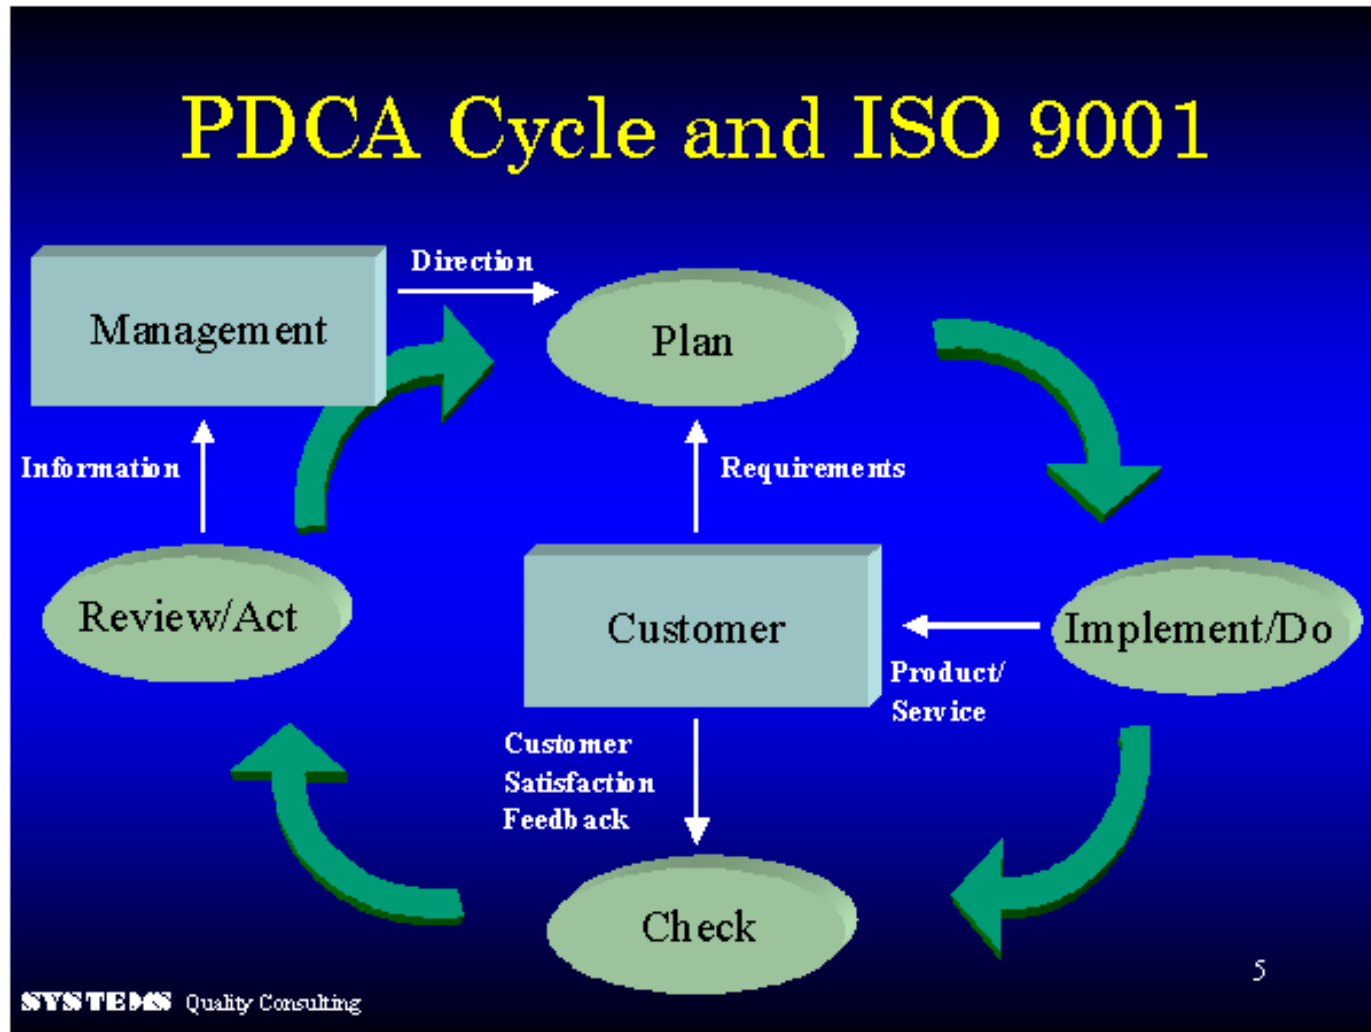 PDCA Cycle and ISO 9001
Direction
Management
Plan
Information
Requirements
Review/Act
Customer
Implement/Do
Product/
Service
Customer
Satisfaction
Feedback
Check
5
SYSTEMS Quality Consulting